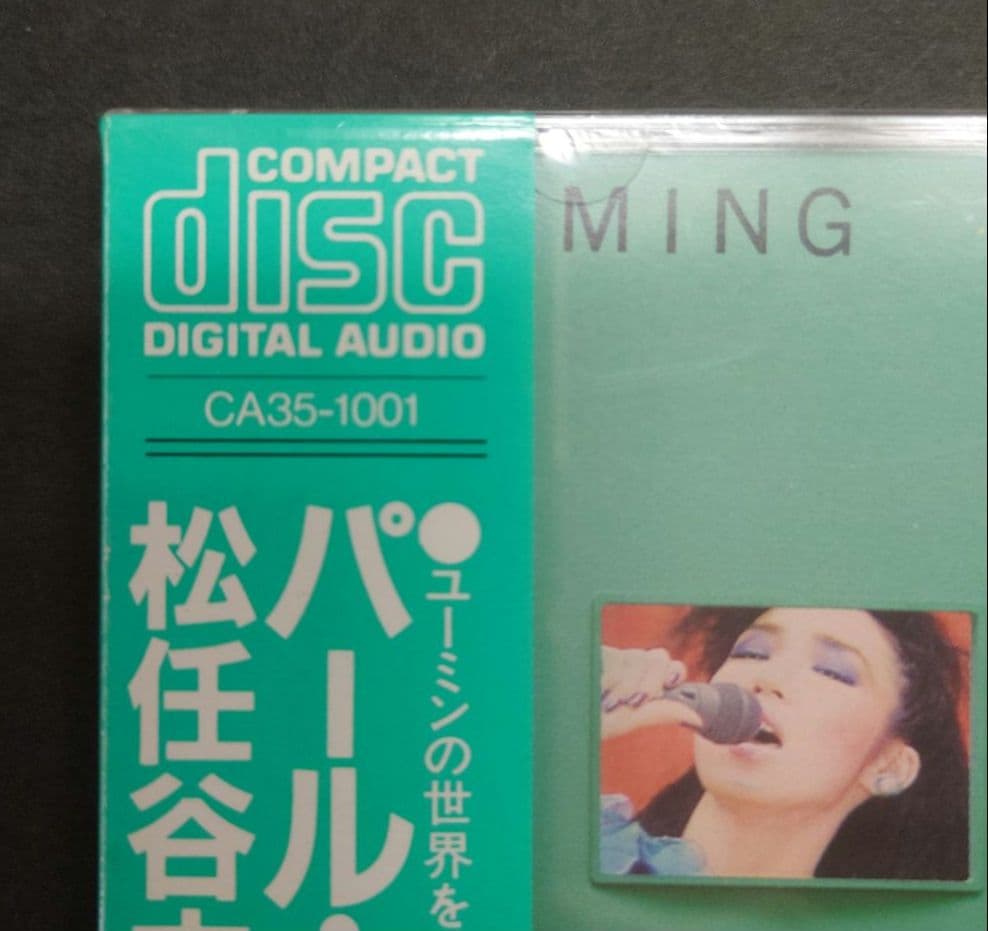 COMPACT
disc
DIGITAL AUDIO
CA35-1001
●ユーミンの世界を
パール・
松任谷
MING